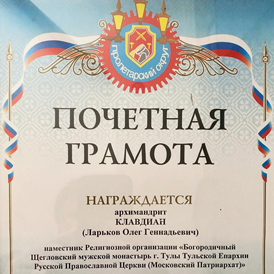 пролетарский округ
ПОЧЕТНАЯ
ГРАМОТА
НАГРАЖДАЕТСЯ
архимандрит
КЛАВДИАН
(Ларьков Олег Геннадьевич)
наместник Религиозной организации «Богородичный
Щегловский мужской монастырь г. Тулы Тульской Епархии
Русской Православной Церкви (Московский Патриархат)»